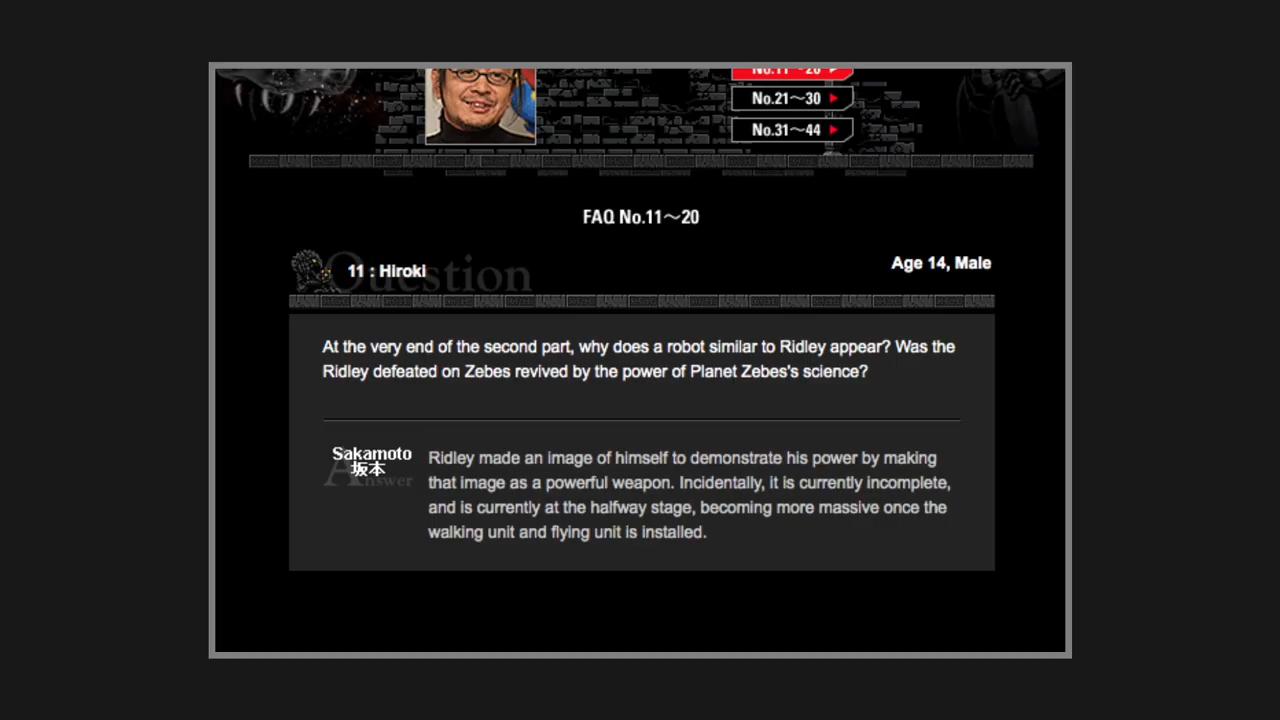 No.11～20
No.21～30
No.31～44
FAQ No.11～20
Question
11 : Hiroki
Age 14, Male
At the very end of the second part, why does a robot similar to Ridley appear? Was the
Ridley defeated on Zebes revived by the power of Planet Zebes's science?
Sakamoto
坂本
Answer
Ridley made an image of himself to demonstrate his power by making
that image as a powerful weapon. Incidentally, it is currently incomplete,
and is currently at the halfway stage, becoming more massive once the
walking unit and flying unit is installed.